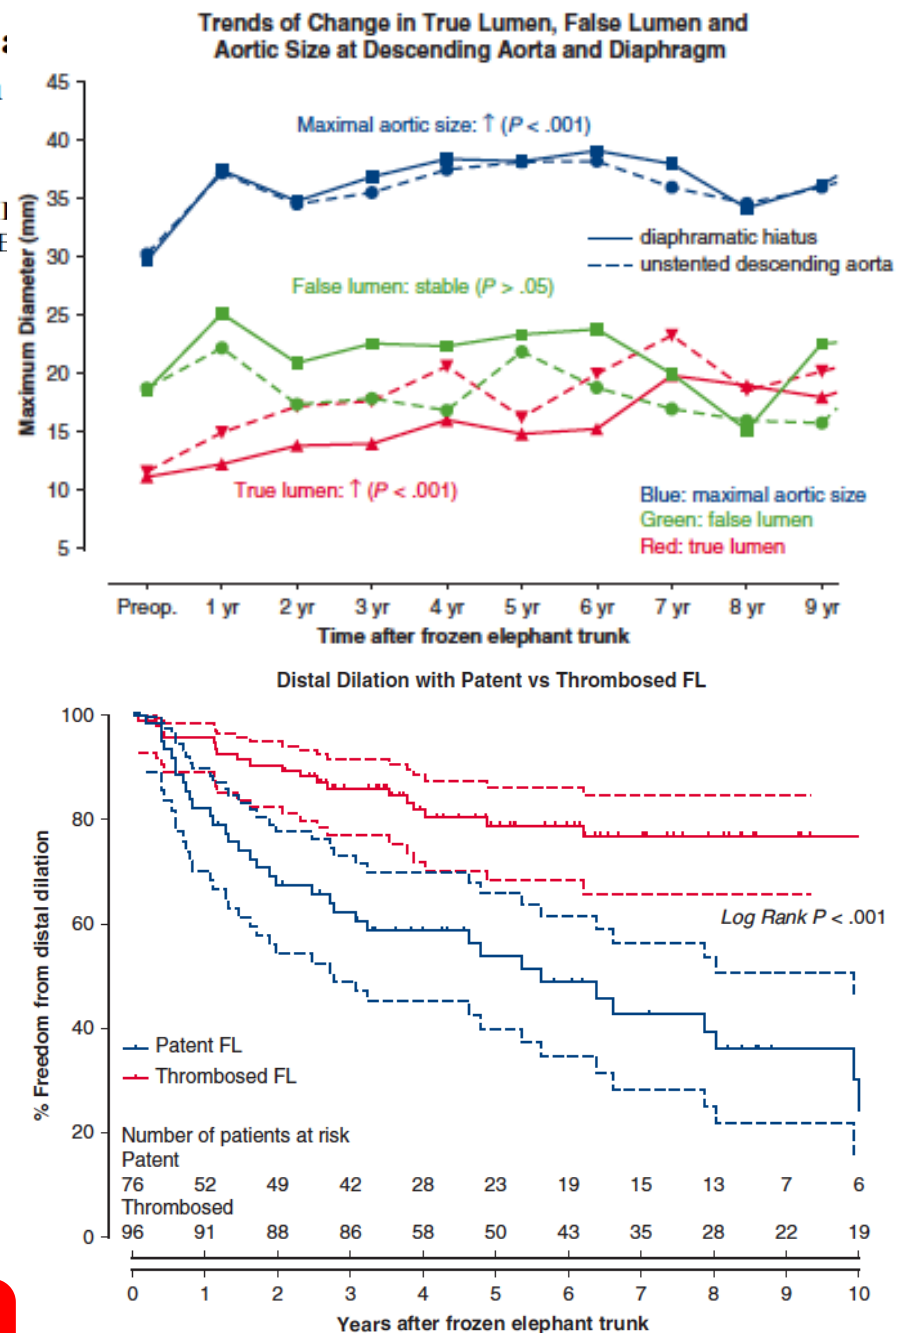 Trends of Change in True Lumen, False Lumen and
Aortic Size at Descending Aorta and Diaphragm
45
40
35
30
25
20
15
10
5
Maximum Diameter (mm)
Maximal aortic size: ↑ (P < .001)
diaphramatic hiatus
unstented descending aorta
False lumen: stable (P > .05)
True lumen: ↑ (P < .001)
Blue: maximal aortic size
Green: false lumen
Red: true lumen
Preop. 1 yr 2 yr 3 yr 4 yr 5 yr 6 yr 7 yr 8 yr 9 yr
Time after frozen elephant trunk
Distal Dilation with Patent vs Thrombosed FL
100
80
60
40
20
0
% Freedom from distal dilation
Log Rank P < .001
Patent FL
Thrombosed FL
Number of patients at risk
Patent
76 52 49 42 28 23 19 15 13 7 6
Thrombosed
96 91 88 86 58 50 43 35 28 22 19
0 1 2 3 4 5 6 7 8 9 10
Years after frozen elephant trunk